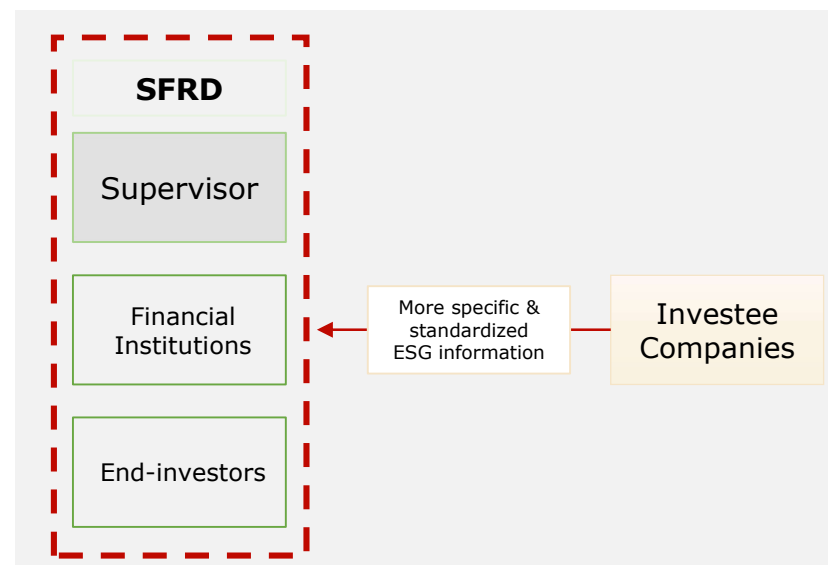 SFRD
Supervisor
Financial
Institutions
End-investors
More specific &
standardized
ESG information
Investee
Companies